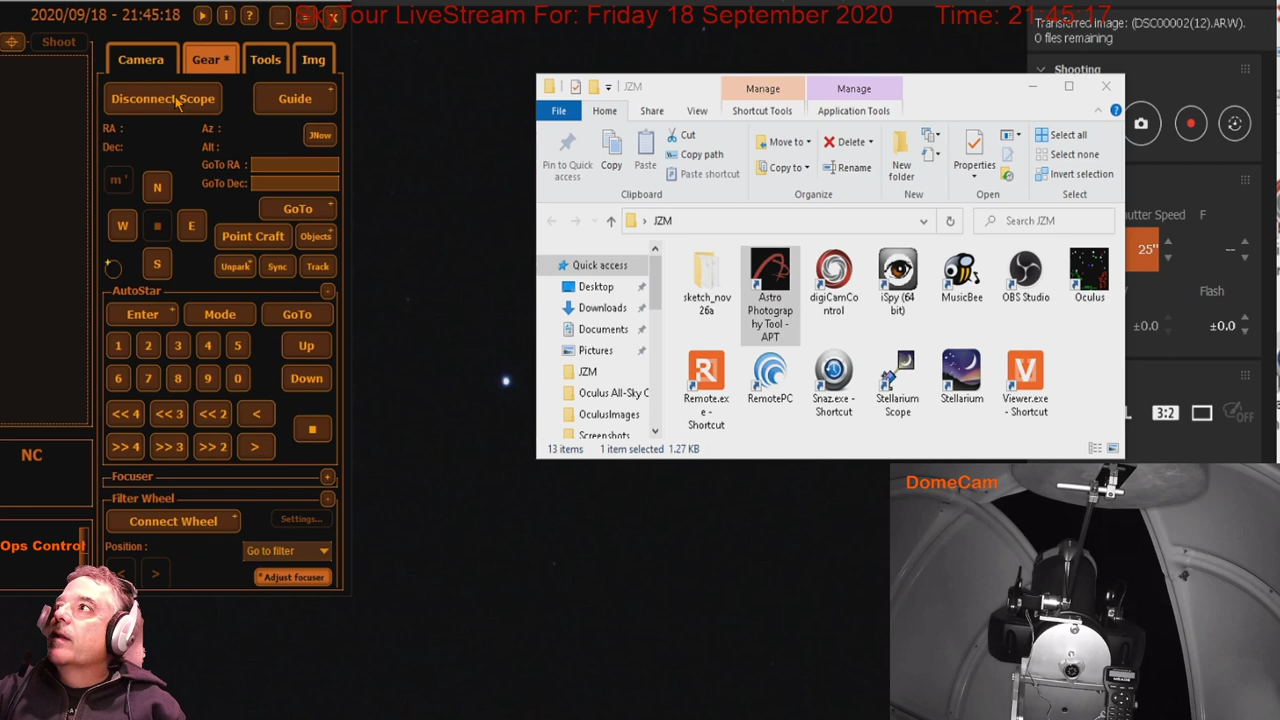 2020/09/18 - 21:45:18
i
?
SkyTour LiveStream For: Friday 18 September 2020 Time: 21:45:17
Shoot
Camera
Gear *
Tools
Img
Disconnect Scope
Guide
RA :
Az :
JNow
Dec:
Alt :
GoTo RA :
m '
GoTo Dec:
N
GoTo
W
E
Point Craft
Objects
S
Unpark
Sync
Track
AutoStar
Enter
Mode
GoTo
1 2 3 4 5
Up
6 7 8 9 0
Down
<< 4
<< 3
<< 2
<
>> 4
>> 3
>> 2
>
NC
Focuser
Filter Wheel
Connect Wheel
Settings...
Ops Control
Position :
Go to filter
<
>
* Adjust focuser
JZM
Manage
Manage
File
Home
Share
View
Shortcut Tools
Application Tools
Pin to Quick
access
Copy
Paste
Cut
Copy path
Paste shortcut
Clipboard
Move to
Copy to
Delete
Rename
Organize
New
folder
New
Properties
Open
Select all
Select none
Invert selection
Select
JZM
Search JZM
Quick access
Desktop
Downloads
Documents
Pictures
JZM
Oculus All-Sky C
OculusImages
Screenshots
sketch_nov
26a
Astro
Photograp
hy Tool -
APT
digiCamCo
ntrol
iSpy (64
bit)
MusicBee
OBS Studio
Oculus
Remote.ex
e -
Shortcut
RemotePC
Snaz.exe -
Shortcut
Stellarium
Scope
Stellarium
Viewer.exe
- Shortcut
13 items
1 item selected 1.27 KB
Transferred image: (DSC00002(12).ARW).
0 files remaining
Shooting
utter Speed
F
25"
--
Flash
±0.0
±0.0
L
3:2
OFF
DomeCam
MEADE